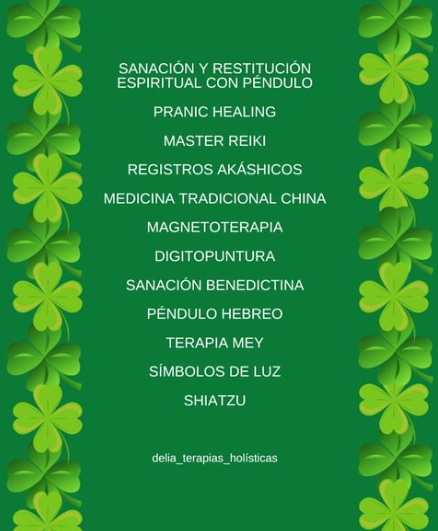 SANACIÓN Y RESTITUCIÓN
ESPIRITUAL CON PÉNDULO
PRANIC HEALING
MASTER REIKI
REGISTROS AKÁSHICOS
MEDICINA TRADICIONAL CHINA
MAGNETOTERAPIA
DIGITOPUNTURA
SANACIÓN BENEDICTINA
PÉNDULO HEBREO
TERAPIA MEY
SÍMBOLOS DE LUZ
SHIATZU
delia_terapias_holísticas